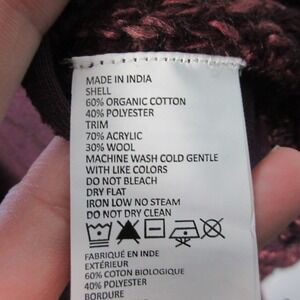 MADE IN INDIA
SHELL
60% ORGANIC COTTON
40% POLYESTER
TRIM
70% ACRYLIC
30% WOOL
MACHINE WASH COLD GENTLE
WITH LIKE COLORS
DO NOT BLEACH
DRY FLAT
IRON LOW NO STEAM
DO NOT DRY CLEAN
FABRIQUÉ EN INDE
EXTÉRIEUR
60% COTON BIOLOGIQUE
40% POLYESTER
BORDURE